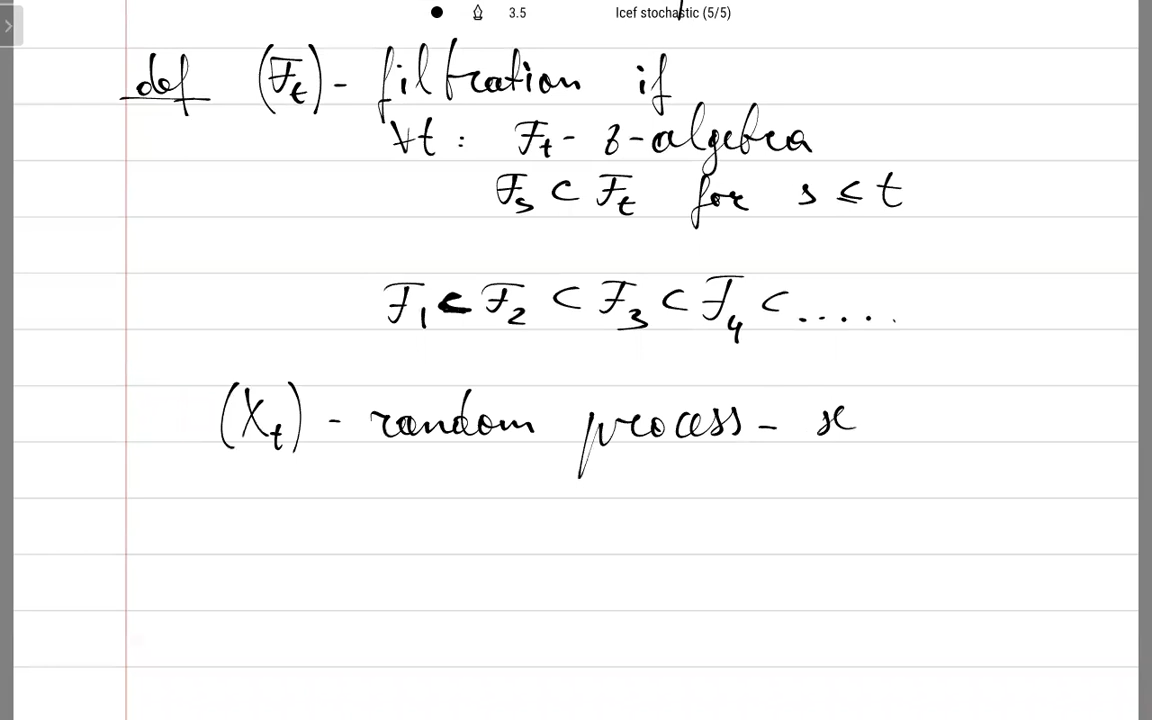 3.5 Icef stochastic (5/5)
def (ℱₜ) - filtration if
∀t : ℱₜ - σ-algebra
ℱₛ ⊂ ℱₜ for s ≤ t
ℱ₁ ⊂ ℱ₂ ⊂ ℱ₃ ⊂ ℱ₄ ⊂ .....
(Xₜ) - random process -